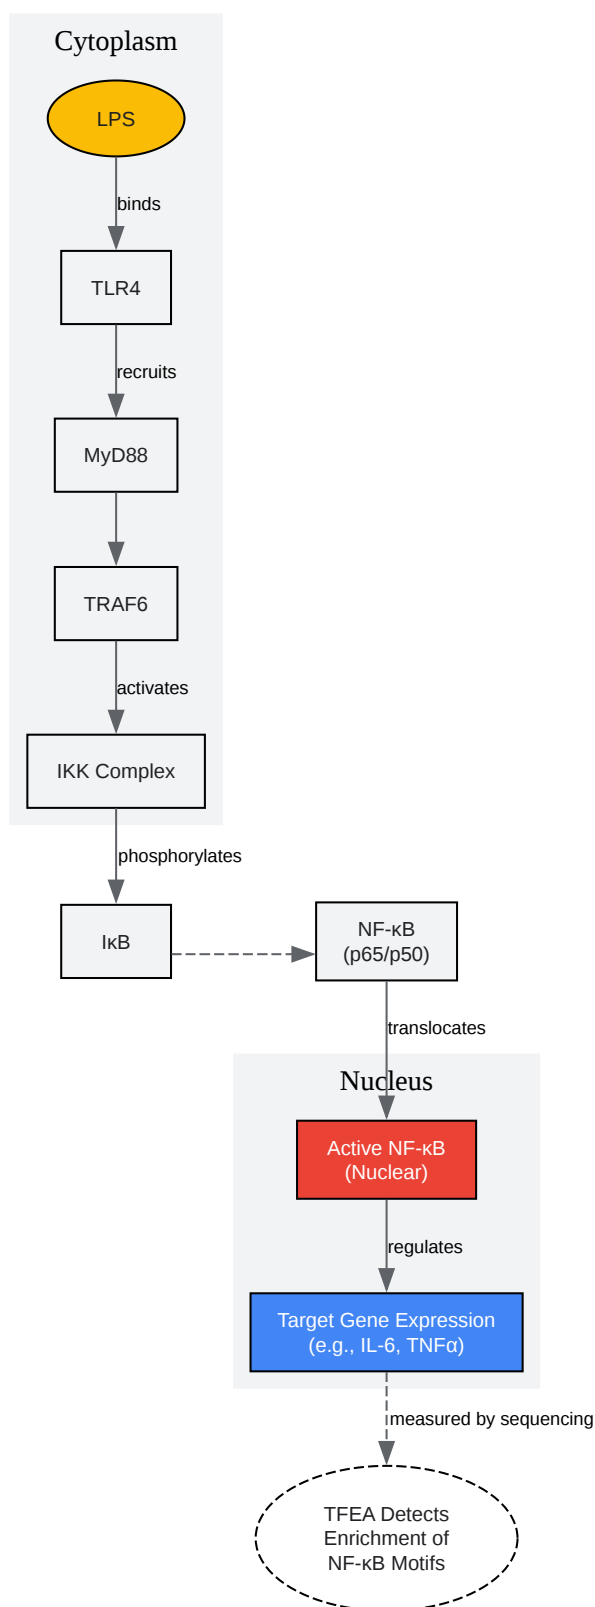 Cytoplasm
LPS
binds
TLR4
recruits
MyD88
TRAF6
activates
IKK Complex
phosphorylates
IκB
NF-κB
(p65/p50)
translocates
Nucleus
Active NF-κB
(Nuclear)
regulates
Target Gene Expression
(e.g., IL-6, TNFα)
measured by sequencing
TFEA Detects
Enrichment of
NF-κB Motifs